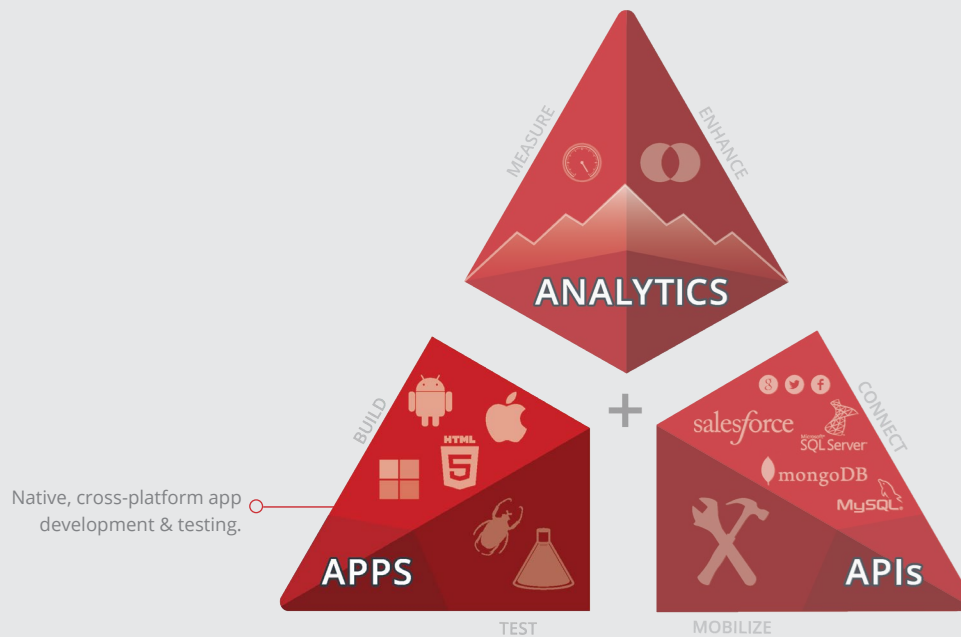 MEASURE
ENHANCE
ANALYTICS
+
BUILD
HTML
5
Native, cross-platform app
development & testing.
APPS
TEST
CONNECT
g
f
salesforce
Microsoft
SQL Server
mongoDB
MySQL
APIs
MOBILIZE